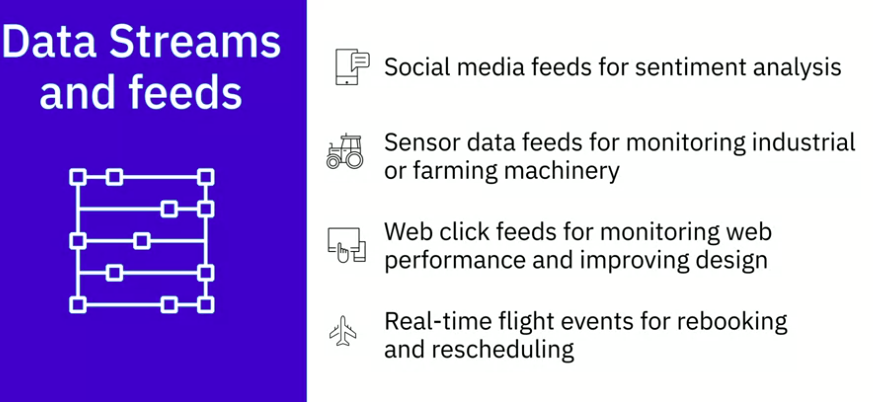 Data Streams
and feeds
Social media feeds for sentiment analysis
Sensor data feeds for monitoring industrial
or farming machinery
Web click feeds for monitoring web
performance and improving design
Real-time flight events for rebooking
and rescheduling